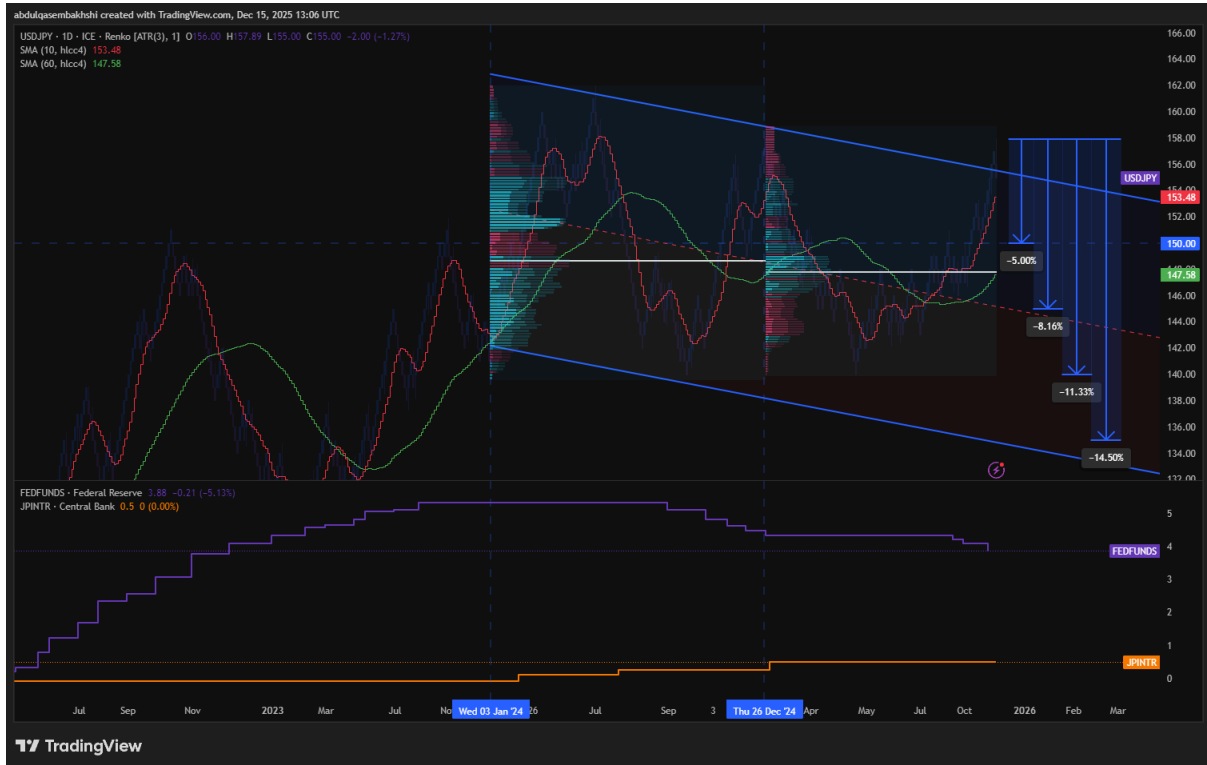 abdulqasembakhshi created with TradingView.com, Dec 15, 2025 13:06 UTC
USDJPY · 1D · ICE · Renko [ATR(3), 1] O156.00 H157.89 L155.00 C155.00 -2.00 (-1.27%)
SMA (10, hlcc4) 153.48
SMA (60, hlcc4) 147.58
166.00
164.00
162.00
160.00
158.00
156.00
USDJPY
154.00
153.48
152.00
150.00
−5.00%
147.58
146.00
−8.16%
144.00
142.00
140.00
−11.33%
138.00
136.00
−14.50%
134.00
132.00
FEDFUNDS · Federal Reserve 3.88 −0.21 (−5.13%)
JPINTR · Central Bank 0.5 0 (0.00%)
5
FEDFUNDS
4
3
2
1
JPINTR
0
Jul Sep Nov 2023 Mar Jul Wed 03 Jan '24 26 Jul Sep 3 Thu 26 Dec '24 Apr May Jul Oct 2026 Feb Mar
TradingView